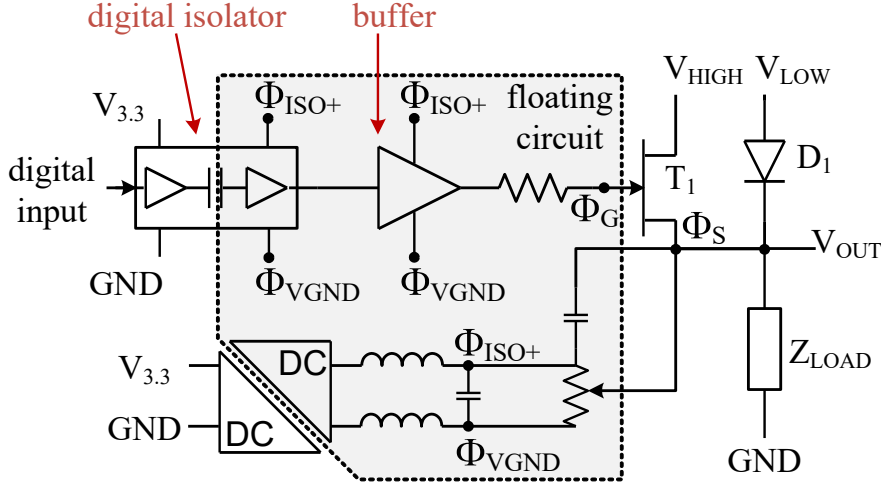 digital isolator
buffer
V3.3
ΦISO+
ΦISO+
floating
circuit
VHIGH
VLOW
digital
input
T1
D1
ΦG
ΦS
VOUT
GND
ΦVGND
ΦVGND
V3.3
DC
ΦISO+
ZLOAD
GND
DC
ΦVGND
GND